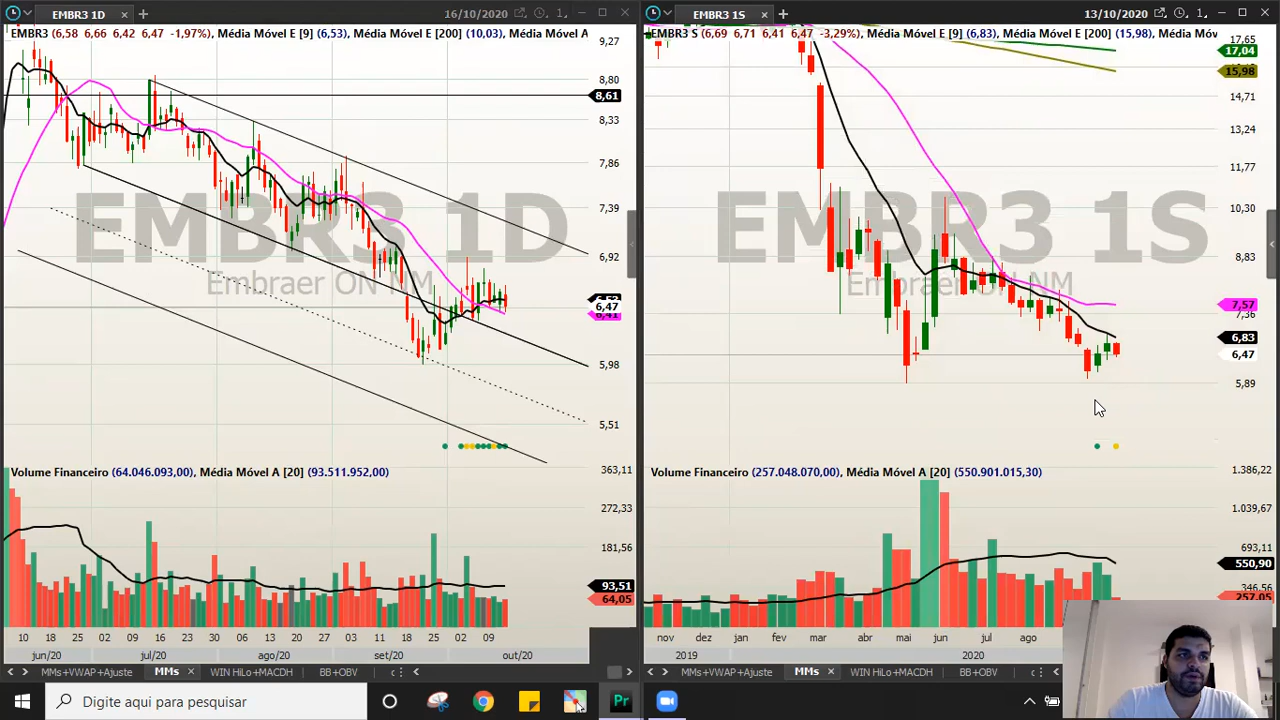 EMBR3 1D
16/10/2020
1
EMBR3 (6,58 6,66 6,42 6,47 -1,97%), Média Móvel E [9] (6,53), Média Móvel E [200] (10,03), Média Móvel A
9,27
8,80
8,61
8,33
7,86
7,39
6,92
6,47
6,41
5,98
5,51
EMBR3 1D
Embraer ON NM
Volume Financeiro (64.046.093,00), Média Móvel A [20] (93.511.952,00)
363,11
272,33
181,56
93,51
64,05
10 18 25 02 09 16 23 30 06 13 20 27 03 11 18 25 02 09
jun/20 jul/20 ago/20 set/20 out/20
MMs+VWAP+Ajuste MMs WIN HiLo+MACDH BB+OBV
EMBR3 1S
13/10/2020
1
EMBR3 S (6,69 6,71 6,41 6,47 -3,29%), Média Móvel E [9] (6,83), Média Móvel E [200] (15,98), Média Móv
17,65
17,04
15,98
14,71
13,24
11,77
10,30
8,83
7,57
7,36
6,83
6,47
5,89
EMBR3 1S
Embraer ON NM
Volume Financeiro (257.048.070,00), Média Móvel A [20] (550.901.015,30)
1.386,22
1.039,67
693,11
550,90
346,56
257,05
nov dez jan fev mar abr mai jun jul ago
2019 2020
MMs+VWAP+Ajuste MMs WIN HiLo+MACDH BB+OBV
Digite aqui para pesquisar
Pr